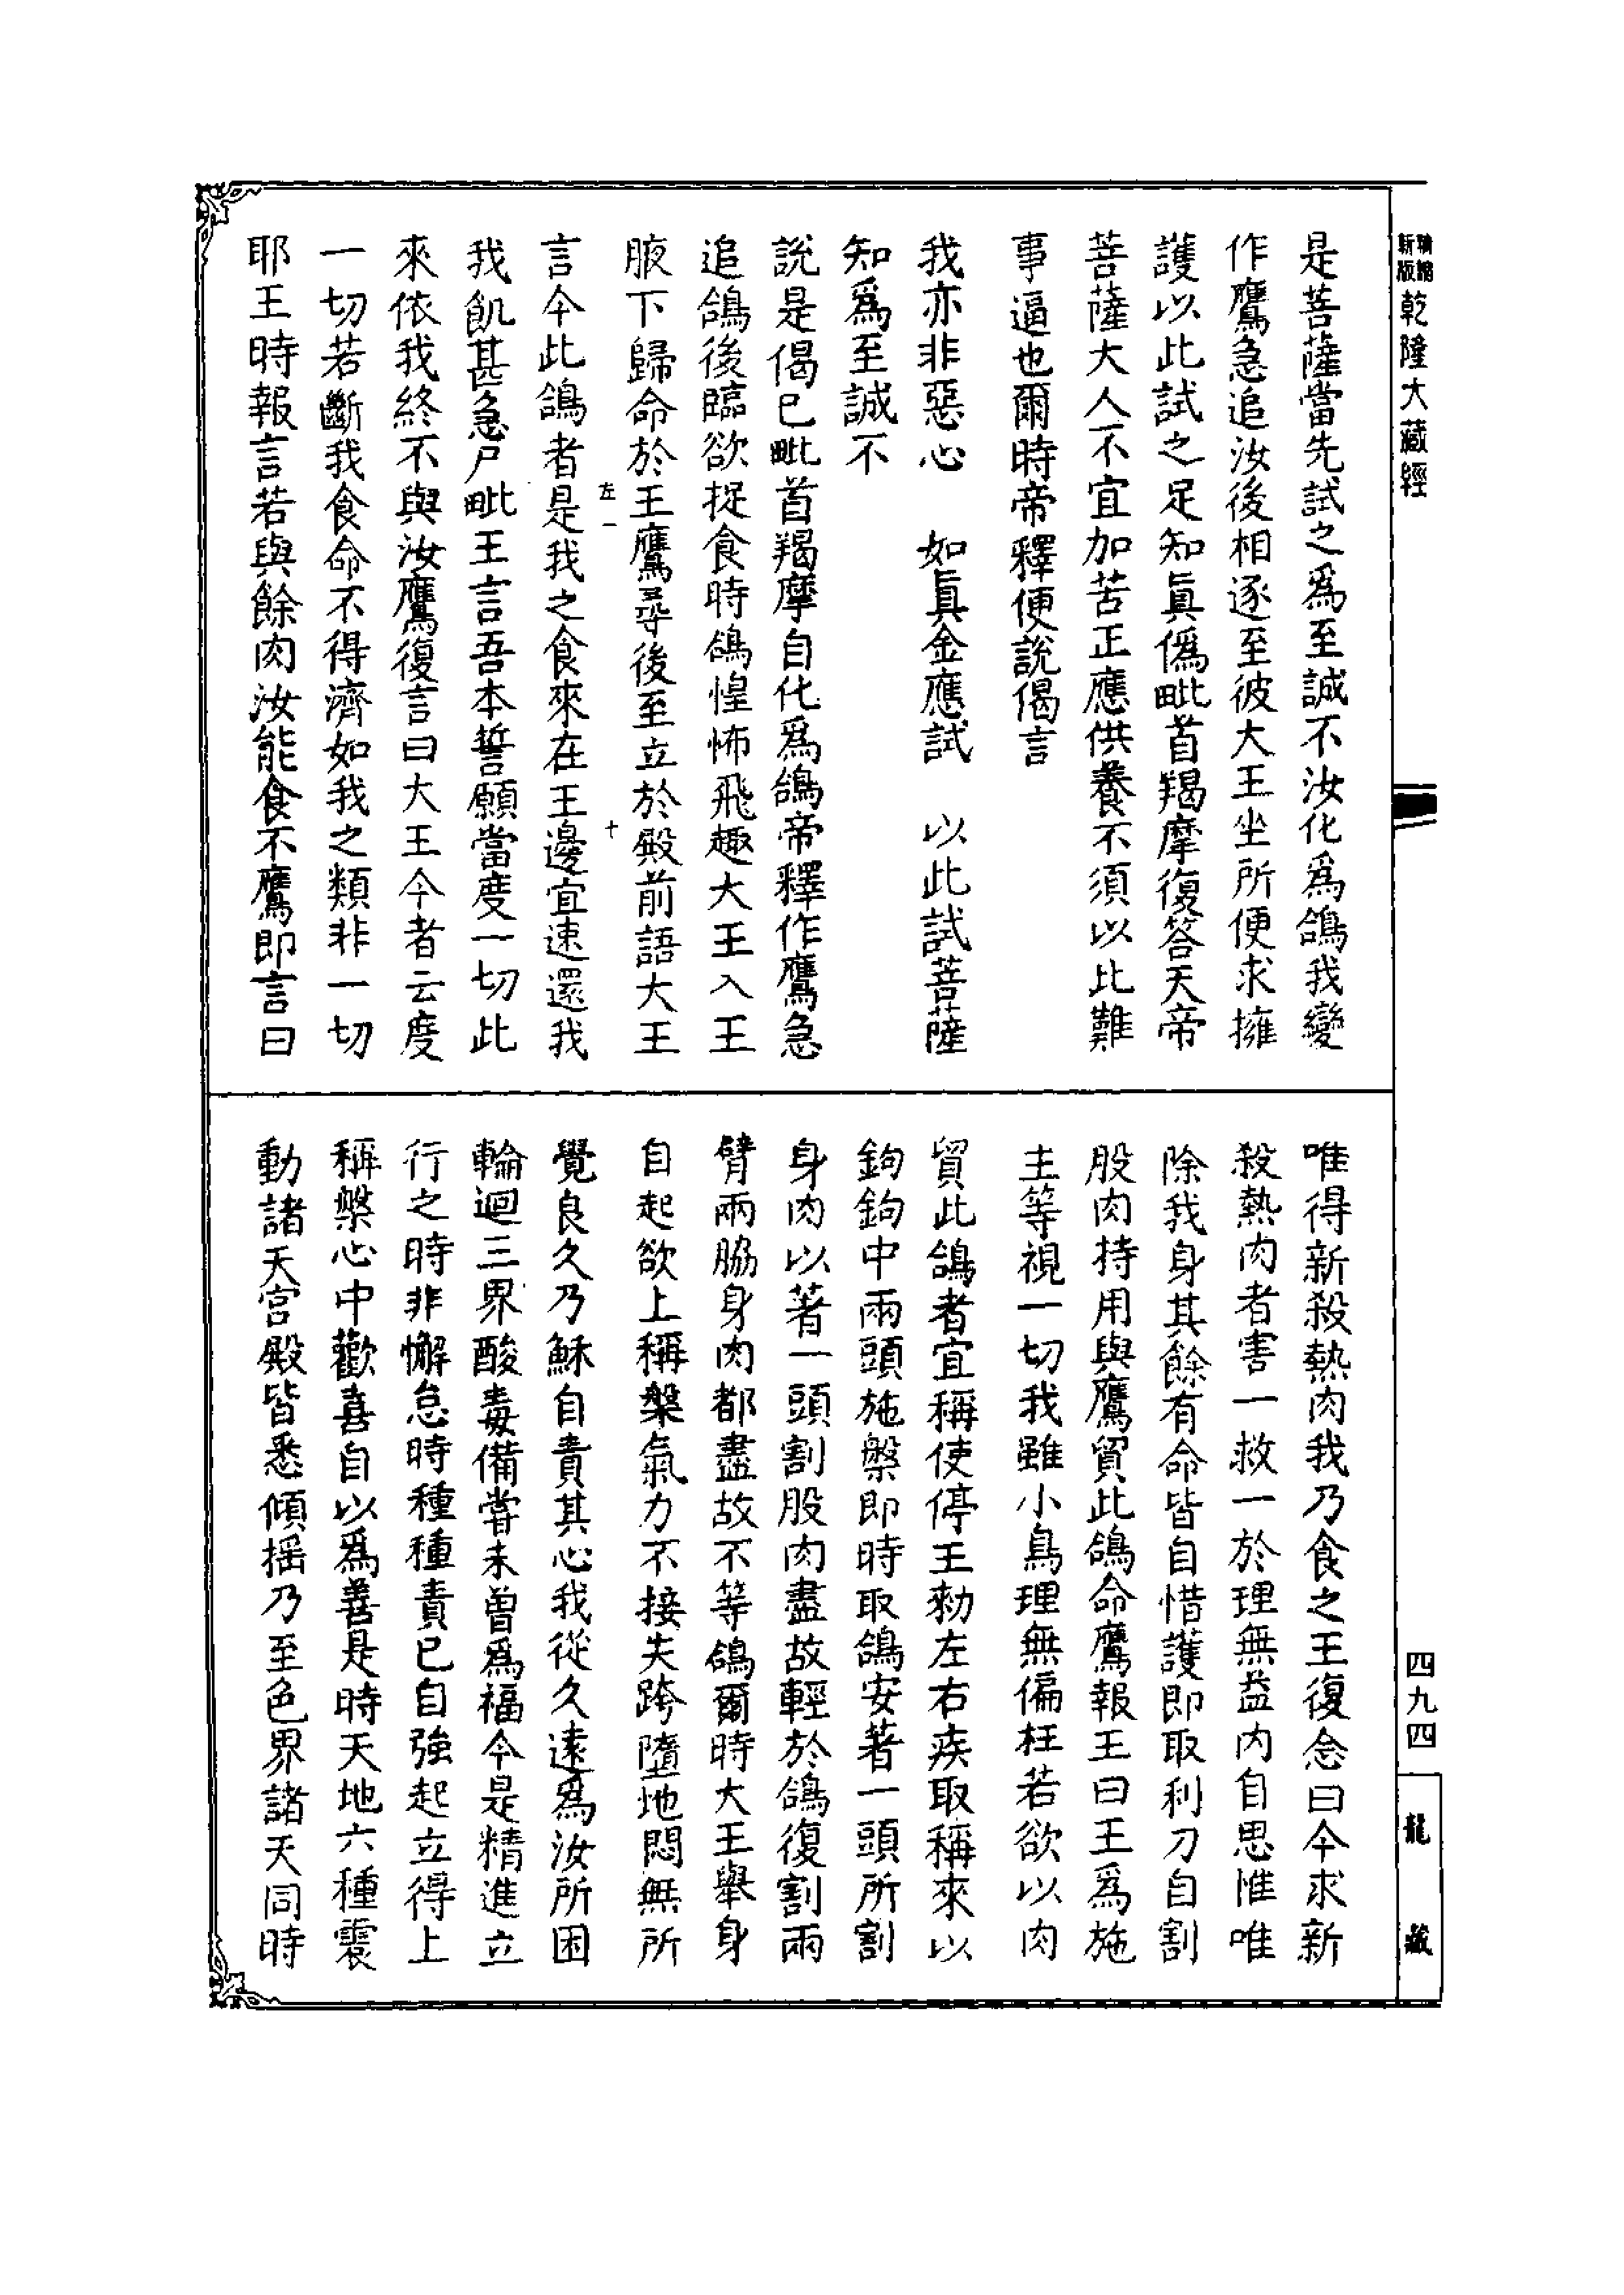 精縮新版 乾隆大藏經
是菩薩當先試之爲至誠不汝化爲鴿我變
作鷹急追汝後相逐至彼大王坐所便求擁
護以此試之足知眞僞毗首羯摩復答天帝
菩薩大人不宜加苦正應供養不須以此難
事逼也爾時帝釋便說偈言
我亦非惡心　如眞金應試　以此試菩薩
知爲至誠不
說是偈已毗首羯摩自化爲鴿帝釋作鷹急
追鴿後臨欲捉食時鴿惶怖飛趣大王入王
腋下歸命於王鷹尋後至立於殿前語大王
左一　十
言今此鴿者是我之食來在王邊宜速還我
我飢甚急尸毗王言吾本誓願當度一切此
來依我終不與汝鷹復言曰大王今者云度
一切若斷我食命不得濟如我之類非一切
耶王時報言若與餘肉汝能食不鷹即言曰
唯得新殺熱肉我乃食之王復念曰今求新
殺熱肉者害一救一於理無益內自思惟唯
除我身其餘有命皆自惜護即取利刀自割
股肉持用與鷹貿此鴿命鷹報王曰王爲施
主等視一切我雖小鳥理無偏枉若欲以肉
貿此鴿者宜稱使停王勑左右疾取稱來以
鉤鉤中兩頭施槃即時取鴿安著一頭所割
身肉以著一頭割股肉盡故輕於鴿復割兩
臂兩脇身肉都盡故不等鴿爾時大王舉身
自起欲上稱槃氣力不接失跨墮地悶無所
覺良久乃穌自責其心我從久遠爲汝所困
輪迴三界酸毒備嘗未曾爲福今是精進立
行之時非懈怠時種種責已自強起立得上
稱槃心中歡喜自以爲善是時天地六種震
動諸天宮殿皆悉傾搖乃至色界諸天同時
四九四
龍藏